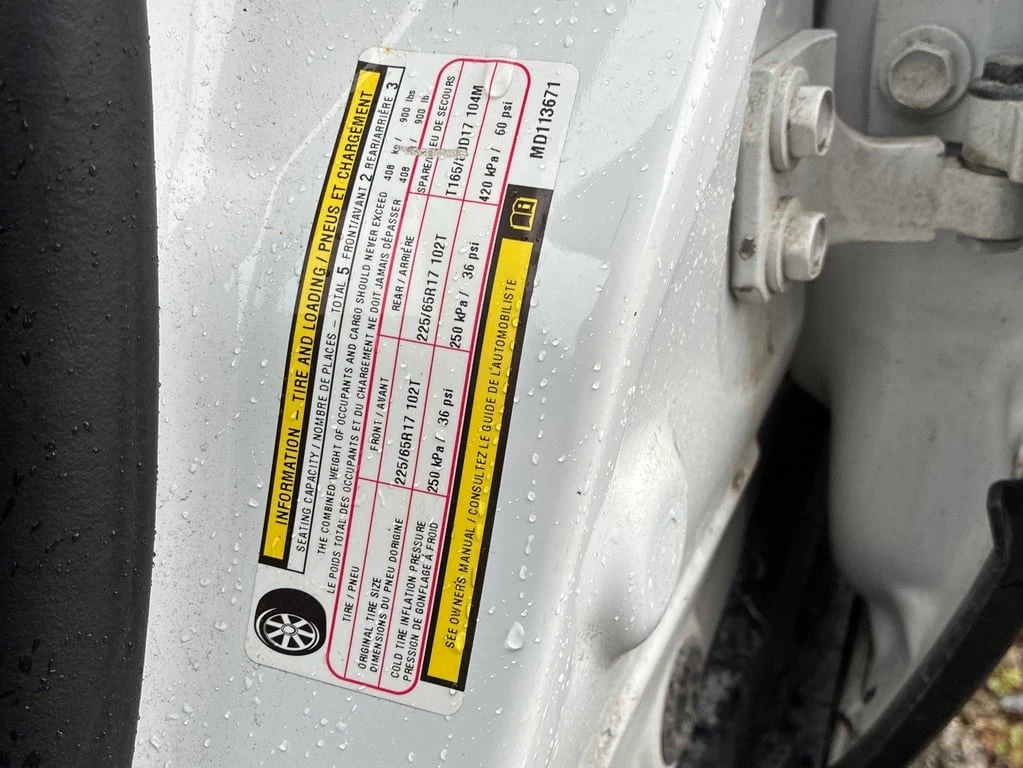 INFORMATION – TIRE AND LOADING / PNEUS ET CHARGEMENT
SEATING CAPACITY / NOMBRE DE PLACES – TOTAL 5 FRONT/AVANT 2 REAR/ARRIÈRE 3
THE COMBINED WEIGHT OF OCCUPANTS AND CARGO SHOULD NEVER EXCEED 408 kg / 900 lbs.
LE POIDS TOTAL DES OCCUPANTS ET DU CHARGEMENT NE DOIT JAMAIS DÉPASSER 408 / 900 lb
TIRE / PNEU FRONT / AVANT REAR / ARRIÈRE DE SECOURS
ORIGINAL TIRE SIZE
DIMENSIONS DU PNEU DORIGINE
225/65R17 102T 225/65R17 102T 104M
COLD TIRE INFLATION PRESSURE
PRESSION DE GONFLAGE À FROID
250 kPa / 36 psi 250 kPa / 36 psi 420 kPa / 60 psi
SEE OWNER'S MANUAL / CONSULTEZ LE GUIDE DE L'AUTOMOBILISTE
MD113671